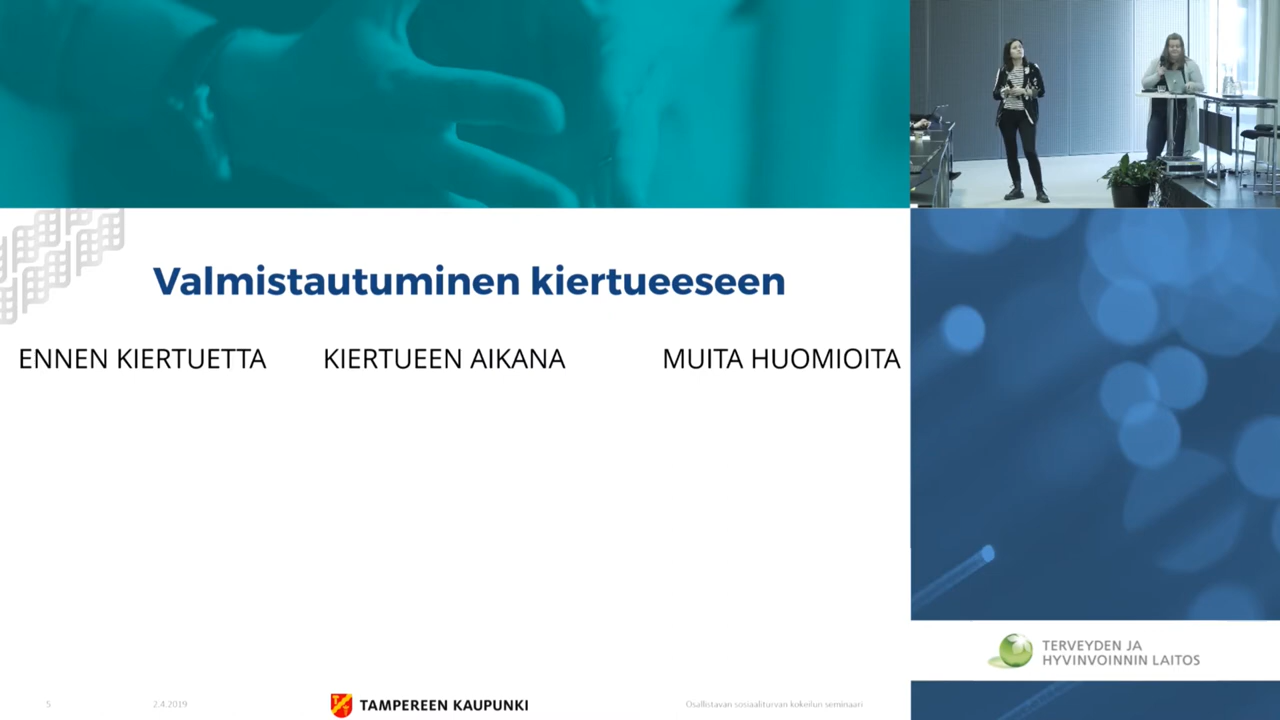 Valmistautuminen kiertueeseen
ENNEN KIERTUETTA
KIERTUEEN AIKANA
MUITA HUOMIOITA
5
2.4.2019
TAMPEREEN KAUPUNKI
Osallistavan sosiaaliturvan kokeilun seminaari
TERVEYDEN JA
HYVINVOINNIN LAITOS